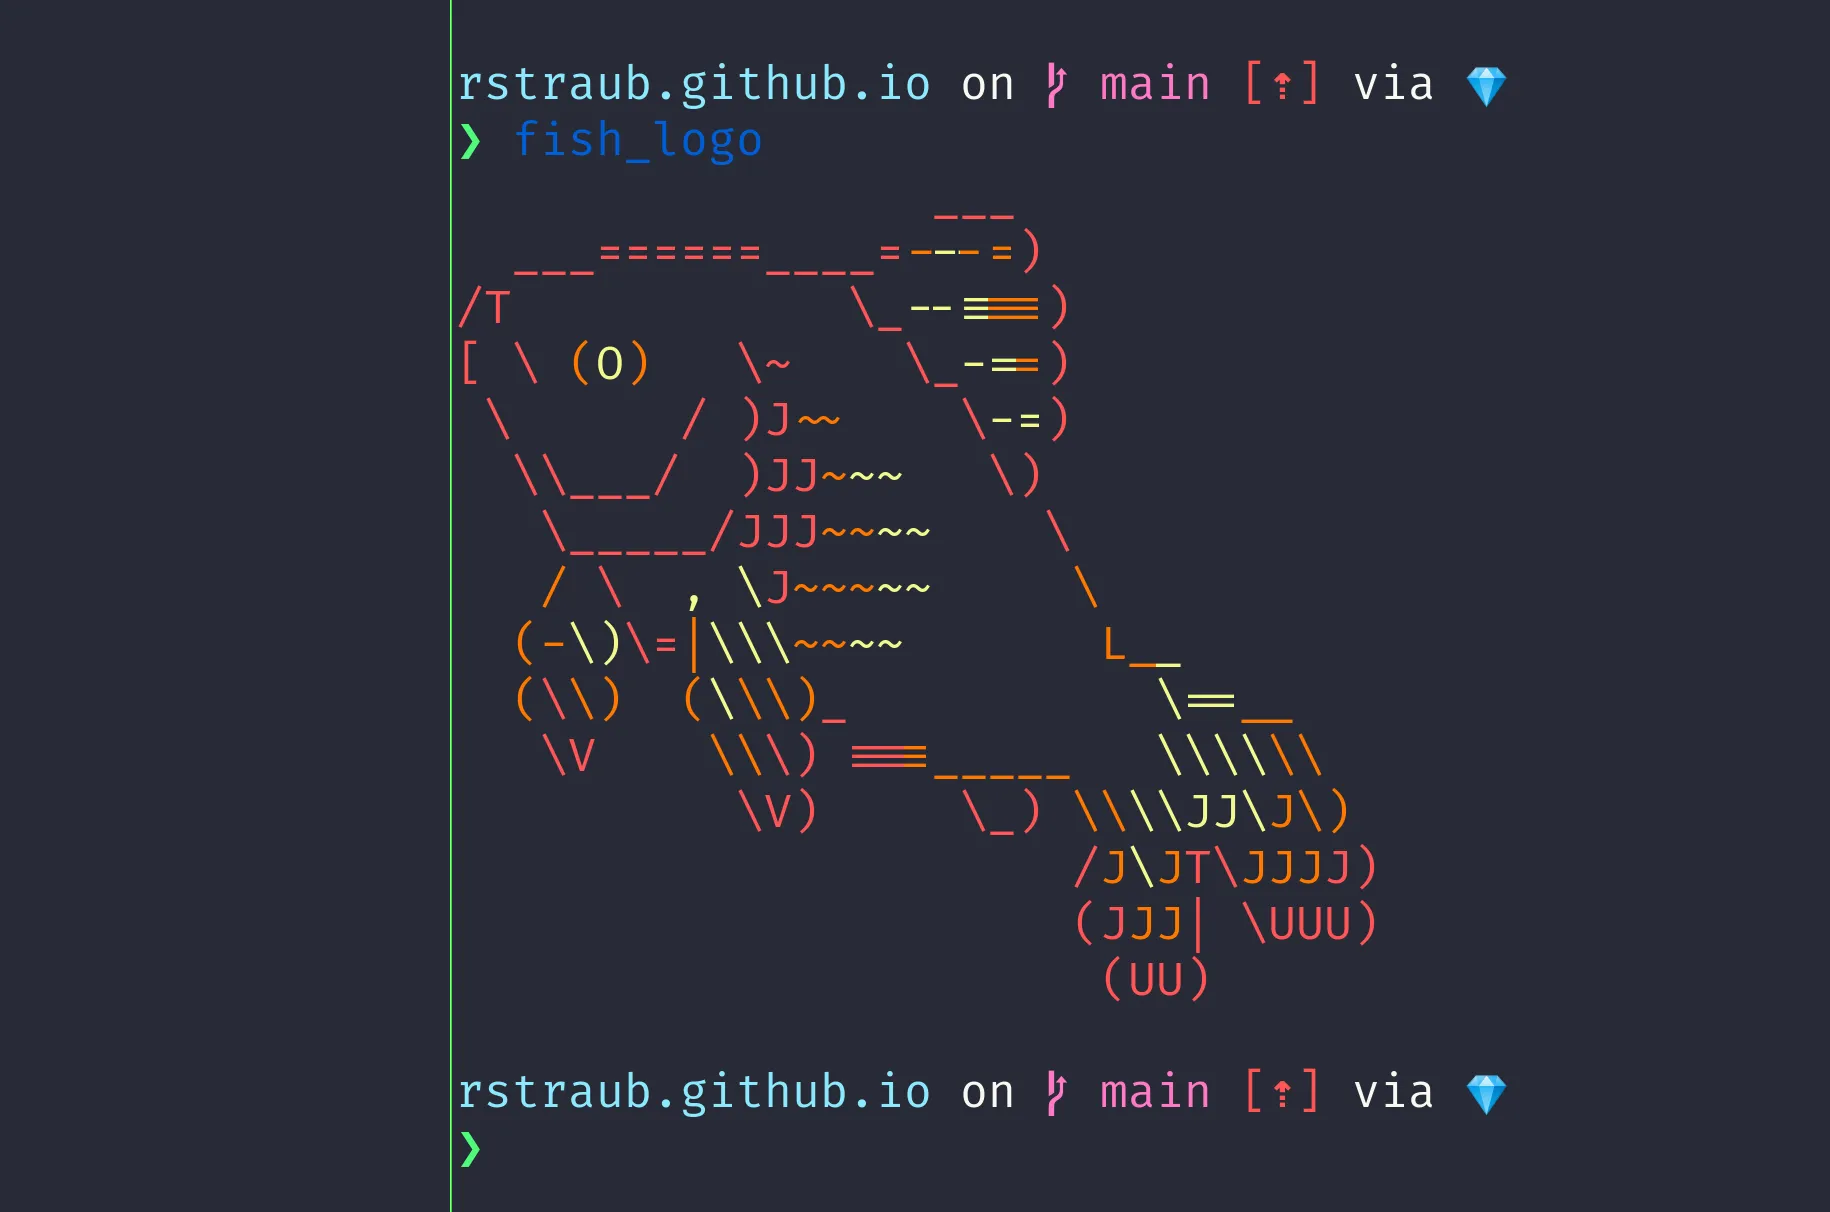 rstraub.github.io on main [⇡] via 💎
❯ fish_logo
                 ___
  ___======____=---=)
/T            \_--===)
[ \ (O)   \~    \_-==)
 \      / )J~~    \-=)
  \\___/  )JJ~~~   \)
   \_____/JJJ~~~~    \
   / \  , \J~~~~~     \
  (-\)\=|\\\~~~~       L__
  (\\)  (\\\)_           \==__
   \V    \\\) ===_____   \\\\\\
          \V)     \_) \\\\JJ\J\)
                      /J\JT\JJJJ)
                      (JJJ| \UUU)
                       (UU)
rstraub.github.io on main [⇡] via 💎
❯